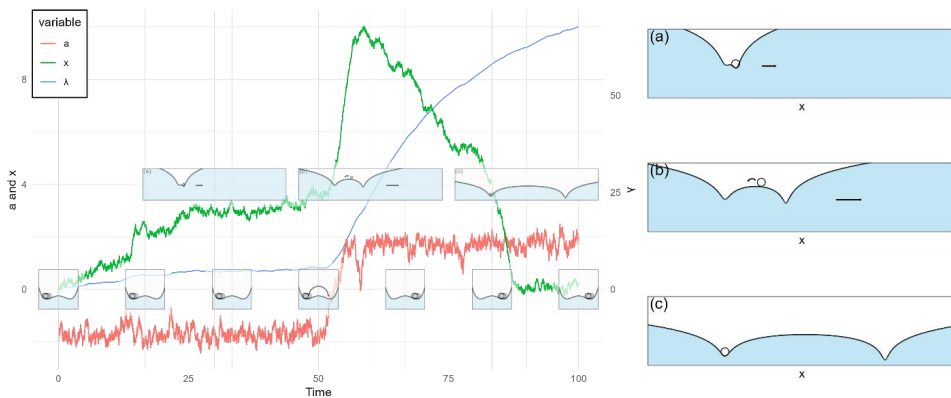 variable
a
x
λ
a and x
8
4
0
(a)
(b)
(c)
50
25
0
γ
0
25
50
75
100
Time
(a)
x
(b)
x
(c)
x